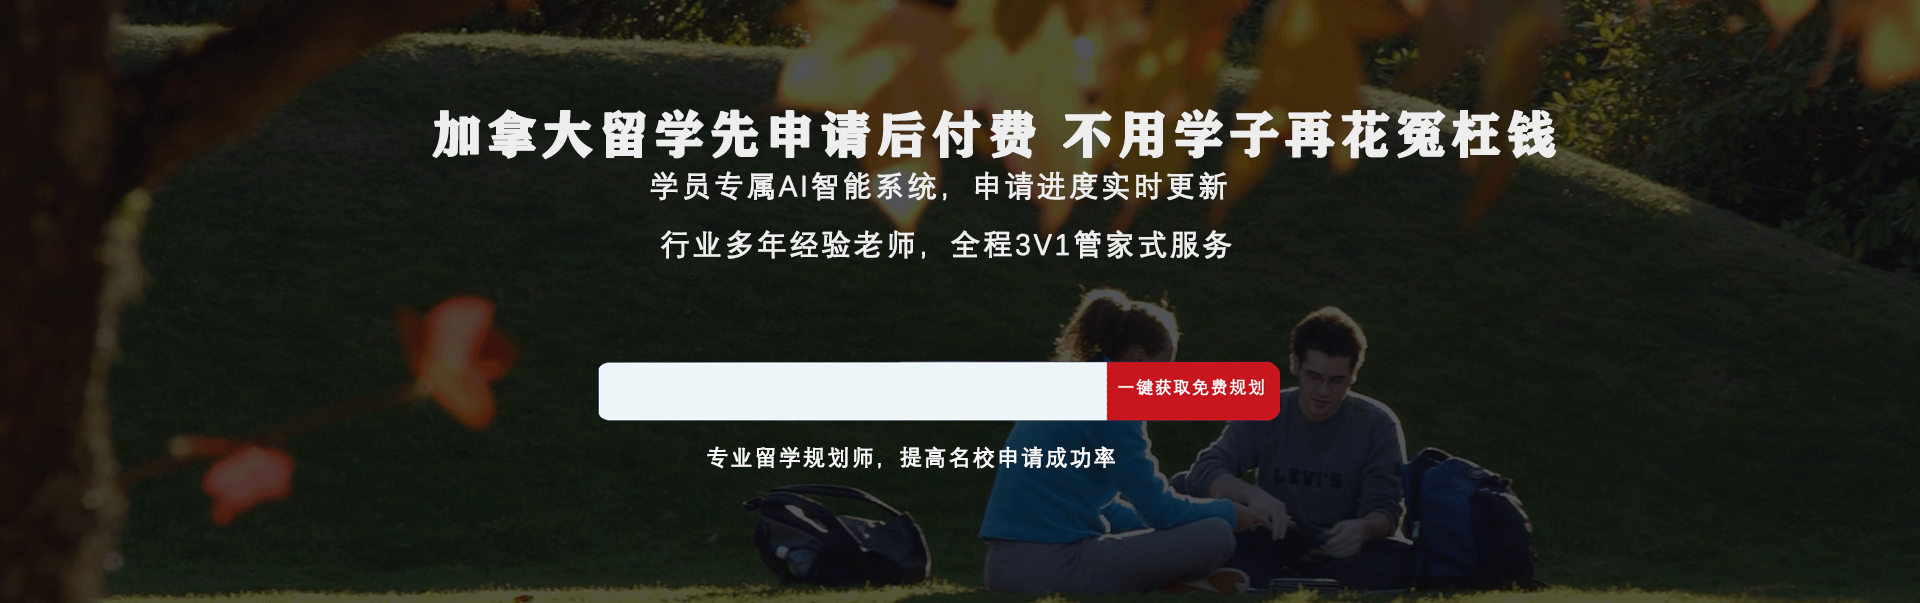 加拿大留学先申请后付费 不用学子再花冤枉钱
学员专属AI智能系统，申请进度实时更新
行业多年经验老师，全程3V1管家式服务
一键获取免费规划
LEVI'S
专业留学规划师，提高名校申请成功率